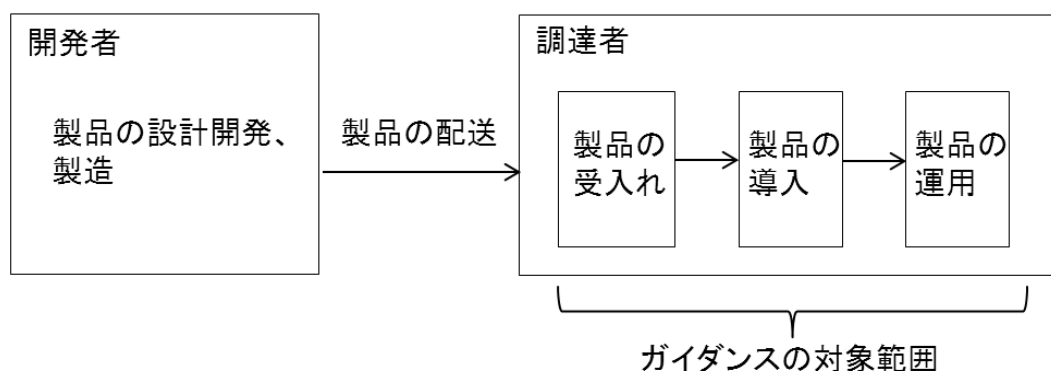 開発者
製品の設計開発、
製造
製品の配送
調達者
製品の
受入れ
製品の
導入
製品の
運用
ガイダンスの対象範囲